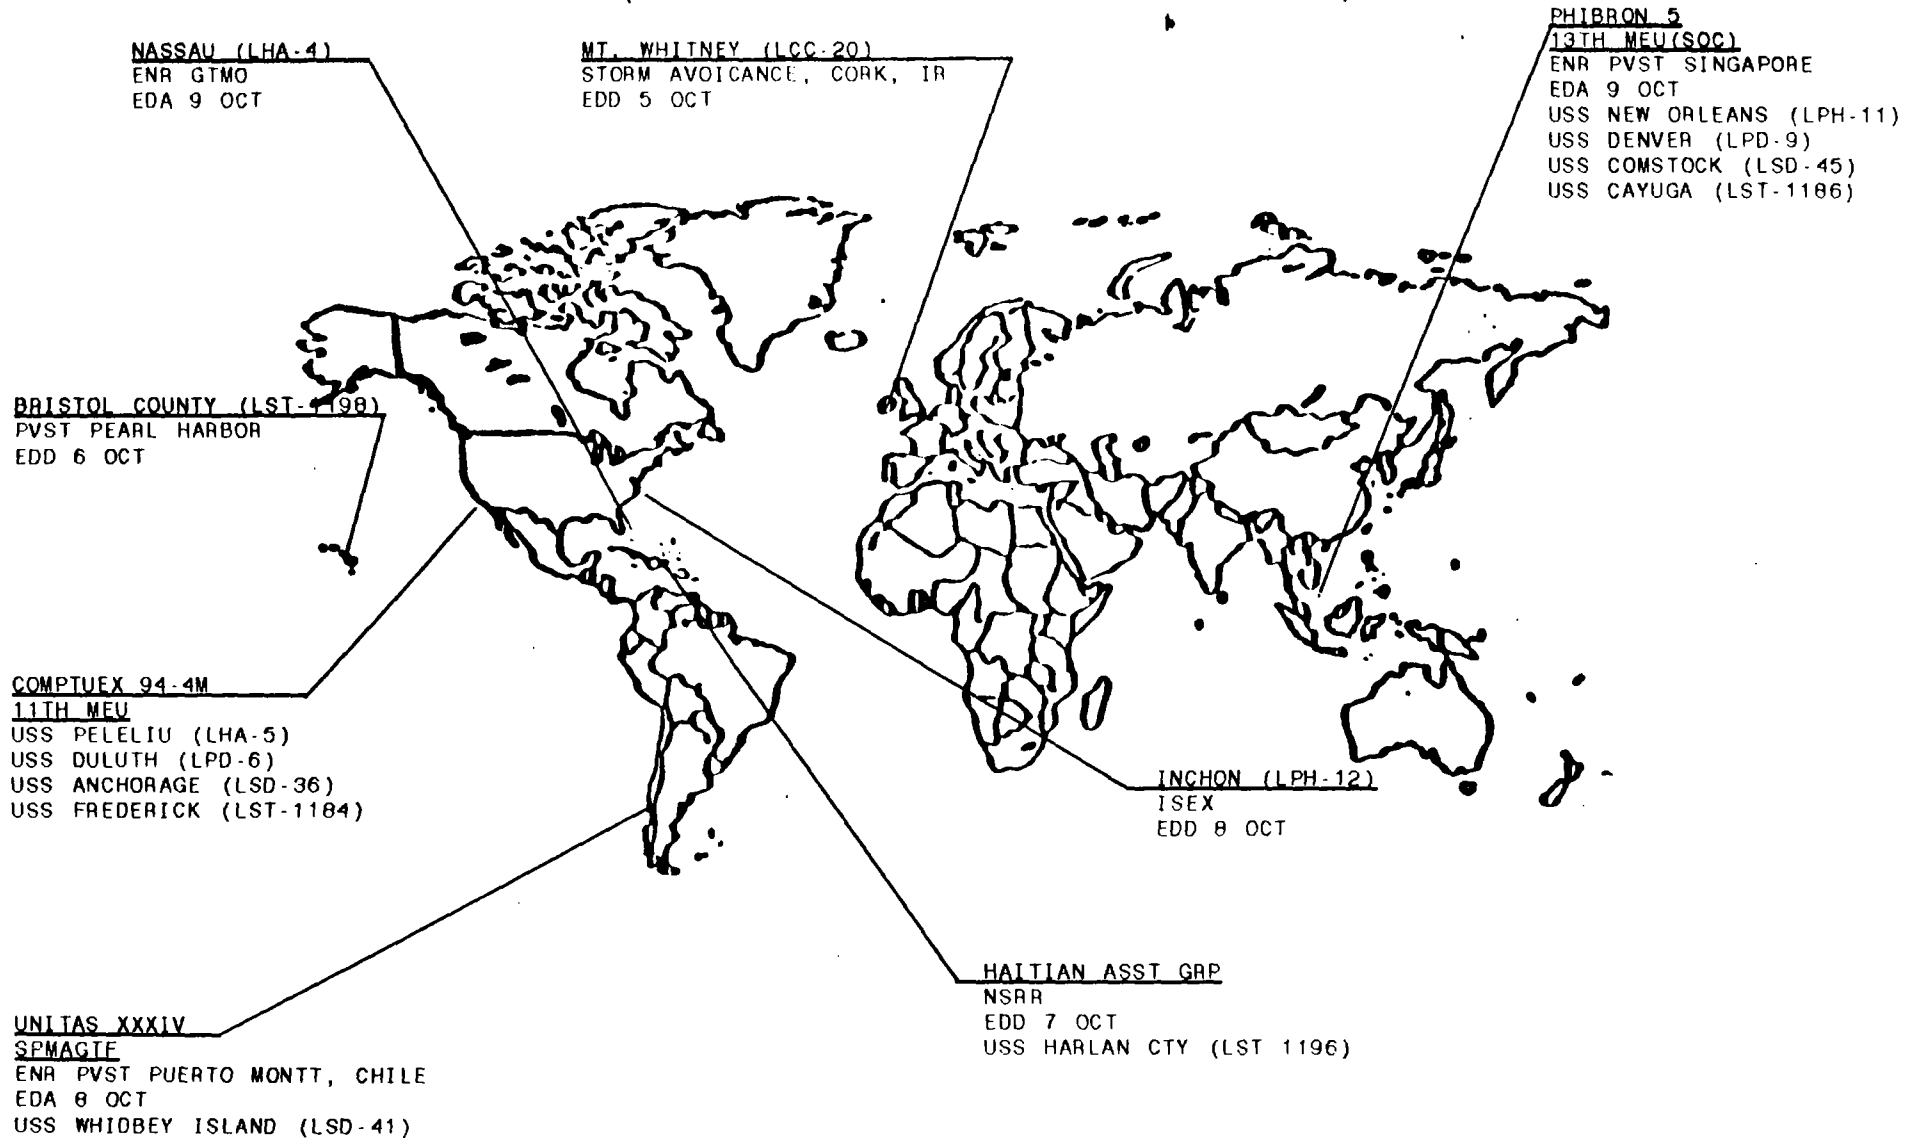 NASSAU (LHA-4)
ENR GTMO
EDA 9 OCT
MT. WHITNEY (LCC-20)
STORM AVOICANCE, CORK, IR
EDD 5 OCT
PHIBRON 5
13TH MEU(SOC)
ENR PVST SINGAPORE
EDA 9 OCT
USS NEW ORLEANS (LPH-11)
USS DENVER (LPD-9)
USS COMSTOCK (LSD-45)
USS CAYUGA (LST-1186)
BRISTOL COUNTY (LST-1198)
PVST PEARL HARBOR
EDD 6 OCT
COMPTUEX 94-4M
11TH MEU
USS PELELIU (LHA-5)
USS DULUTH (LPD-6)
USS ANCHORAGE (LSD-36)
USS FREDERICK (LST-1184)
INCHON (LPH-12)
ISEX
EDD 8 OCT
HAITIAN ASST GRP
NSRR
EDD 7 OCT
USS HARLAN CTY (LST 1196)
UNITAS XXXIV
SPMAGTF
ENR PVST PUERTO MONTT, CHILE
EDA 8 OCT
USS WHIDBEY ISLAND (LSD-41)